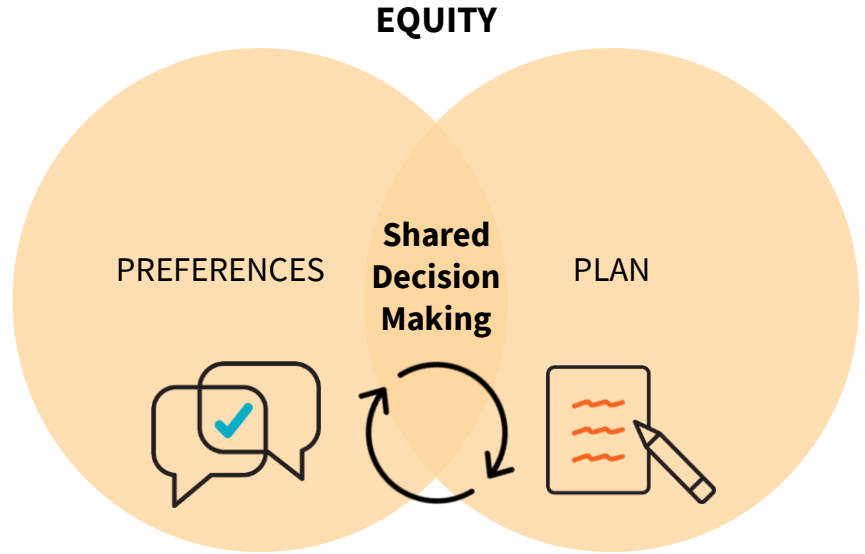 EQUITY
PREFERENCES
Shared
Decision
Making
PLAN